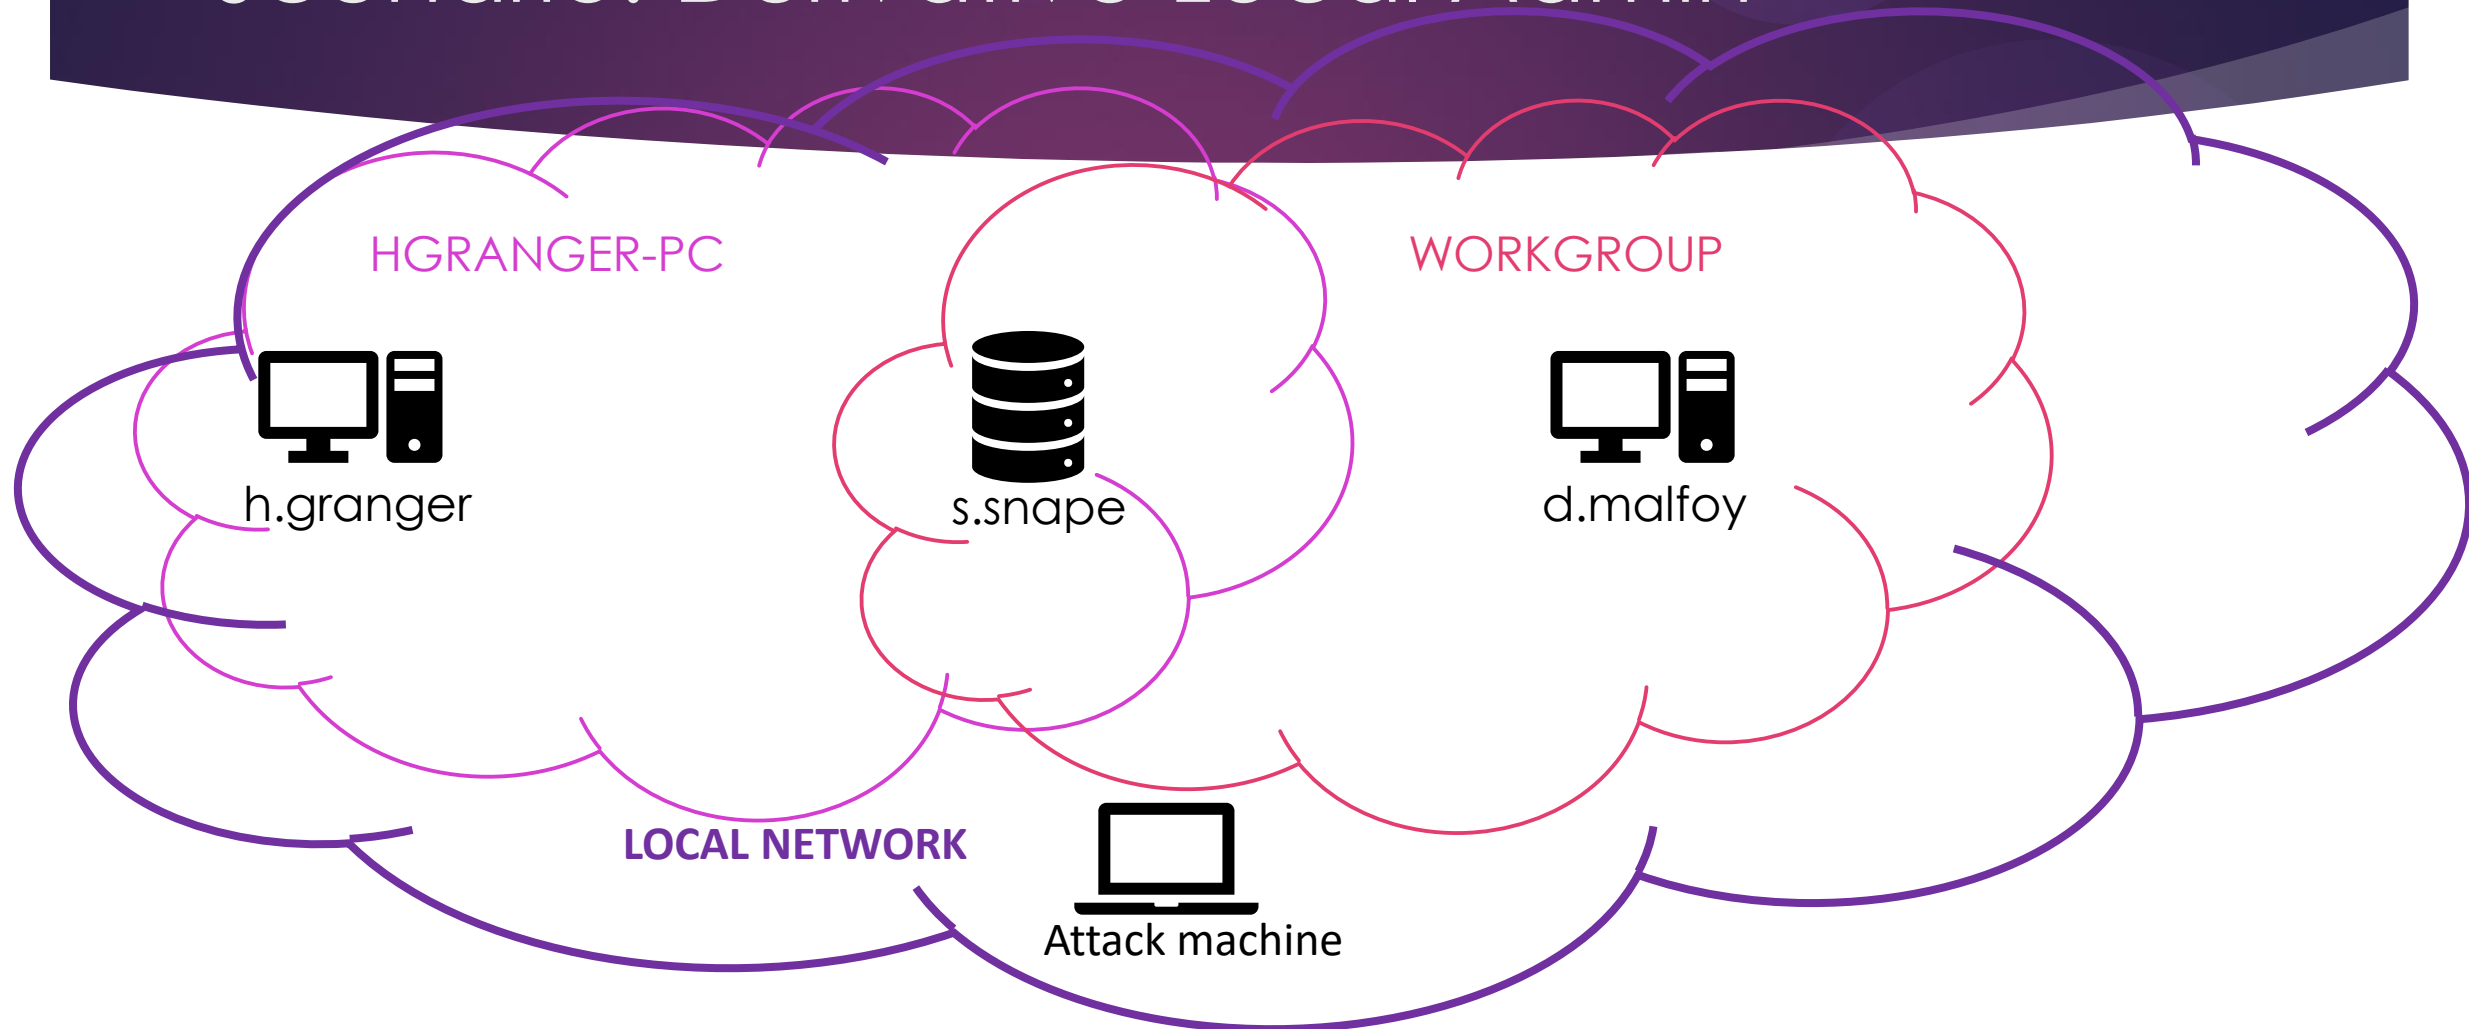 HGRANGER-PC
WORKGROUP
h.granger
s.snape
d.malfoy
LOCAL NETWORK
Attack machine